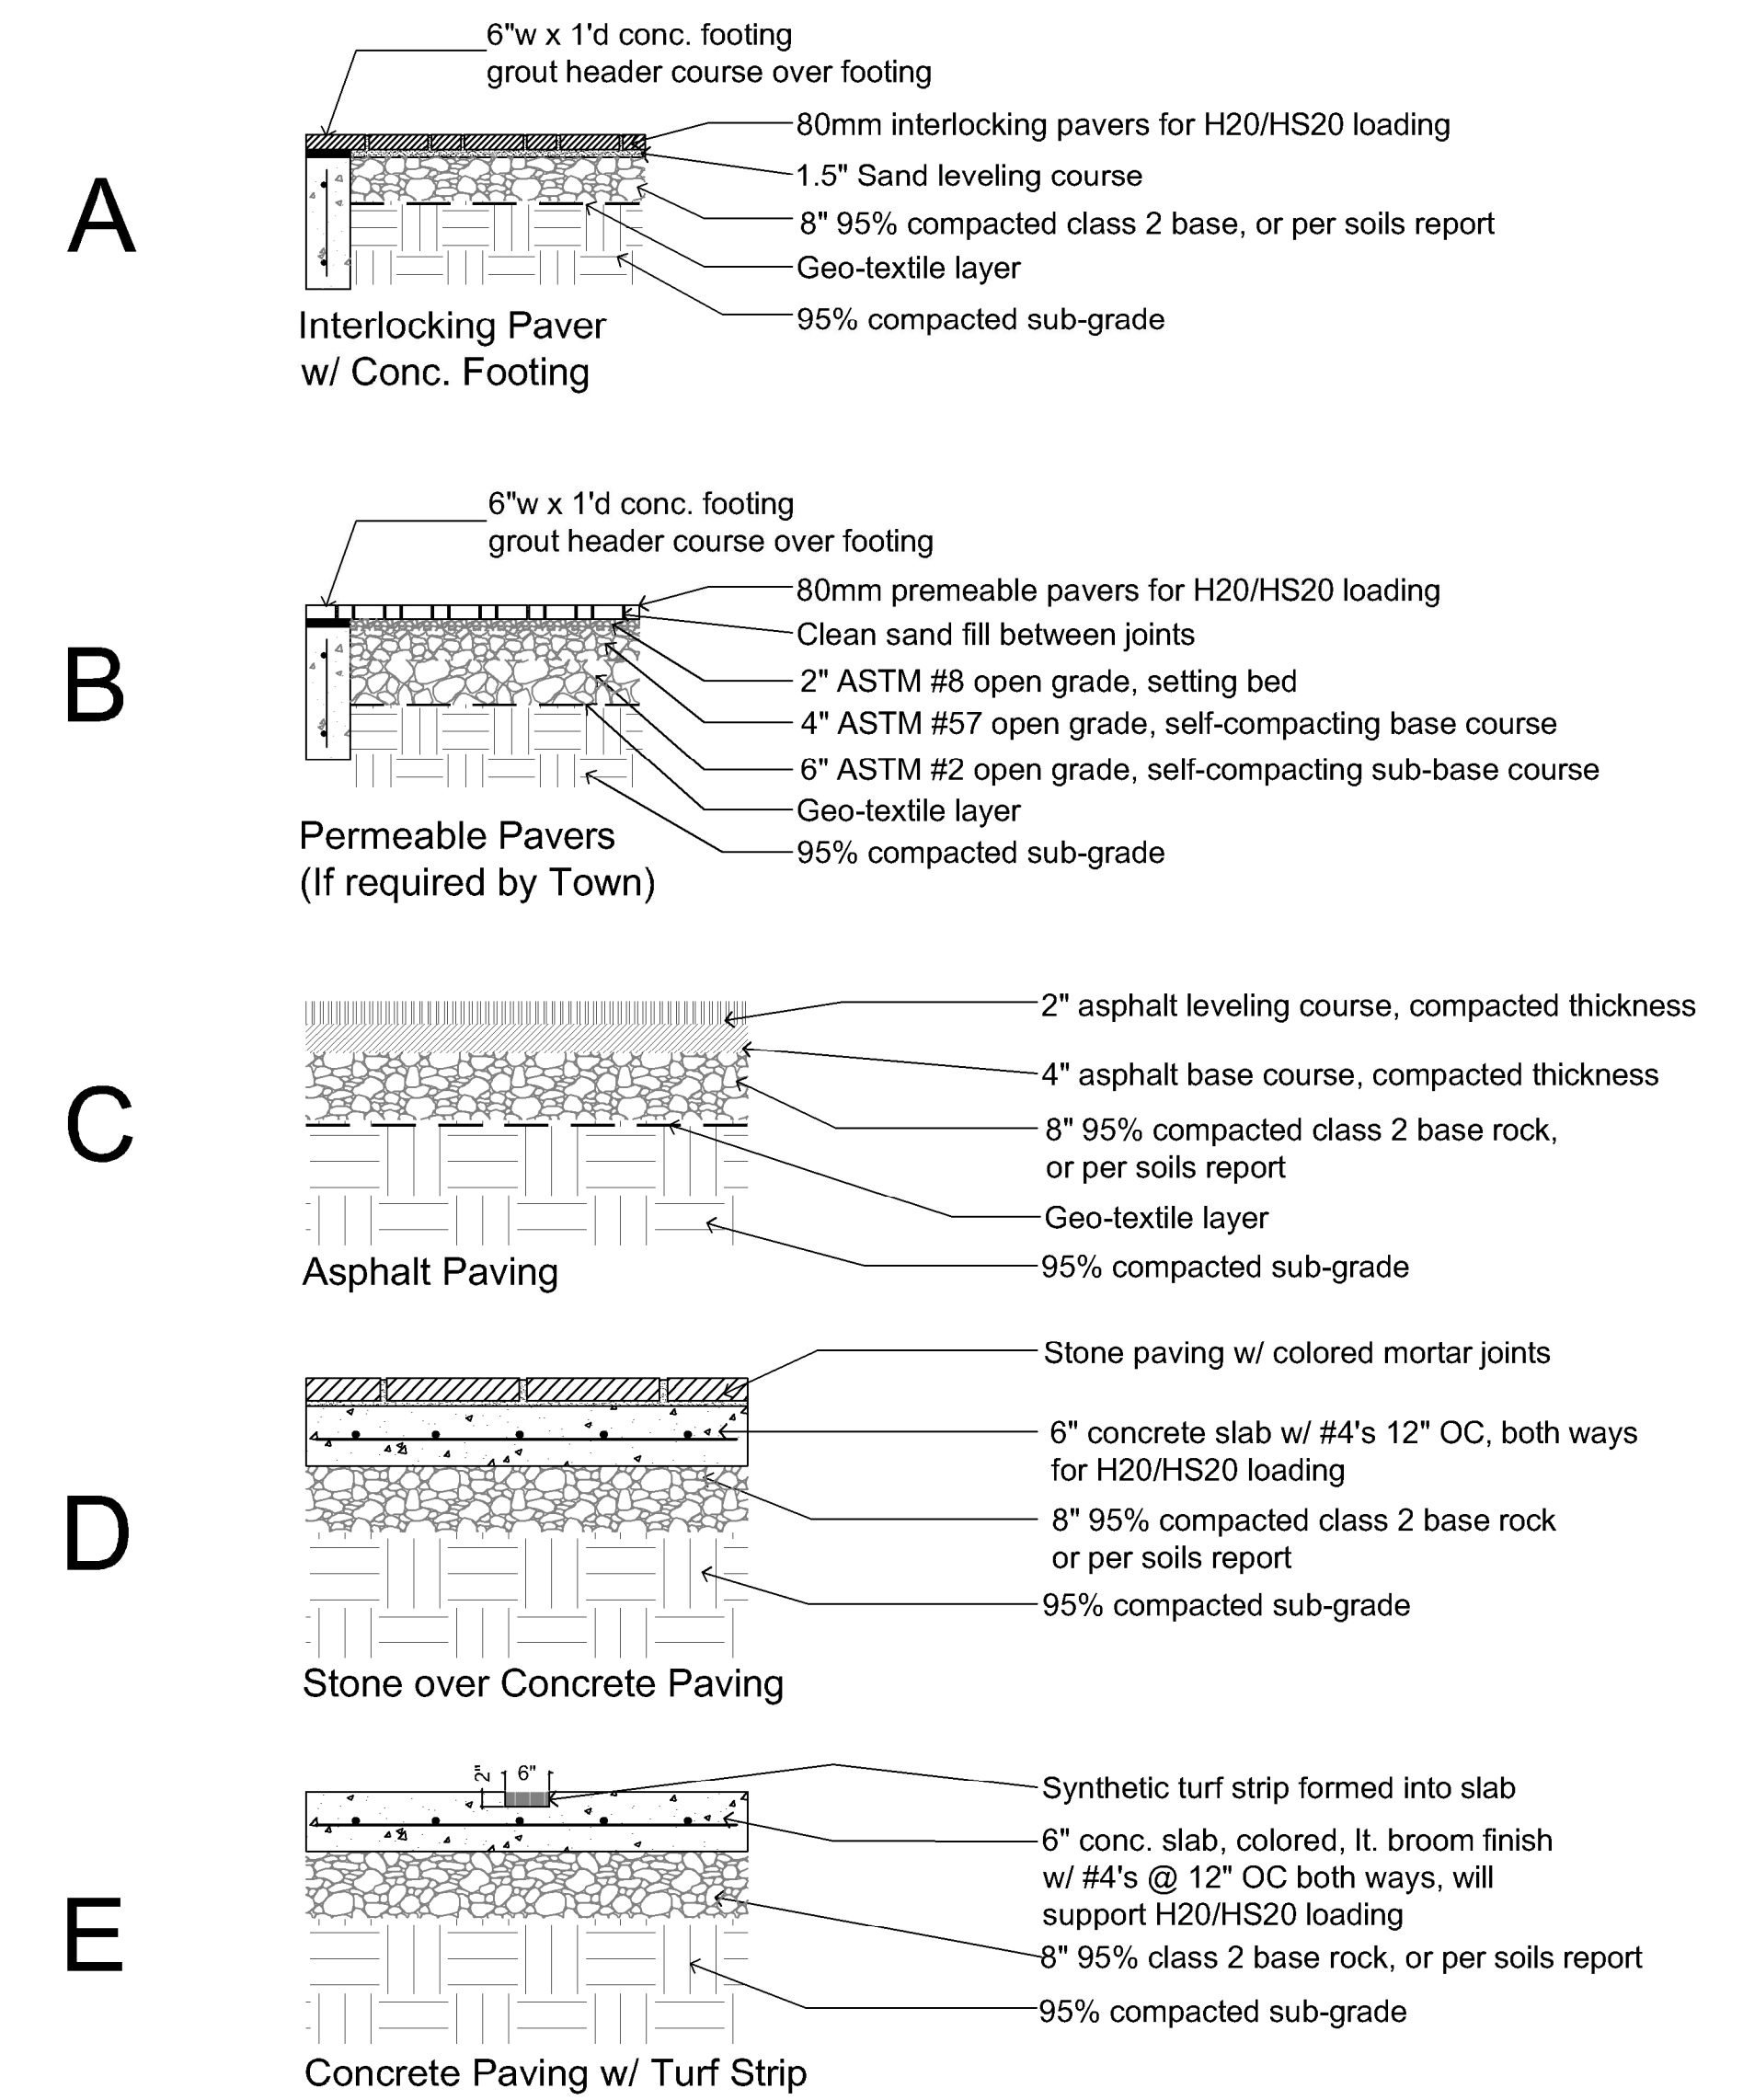 A
6"w x 1'd conc. footing
grout header course over footing
80mm interlocking pavers for H20/HS20 loading
1.5" Sand leveling course
8" 95% compacted class 2 base, or per soils report
Geo-textile layer
95% compacted sub-grade
Interlocking Paver
w/ Conc. Footing
B
6"w x 1'd conc. footing
grout header course over footing
80mm premeable pavers for H20/HS20 loading
Clean sand fill between joints
2" ASTM #8 open grade, setting bed
4" ASTM #57 open grade, self-compacting base course
6" ASTM #2 open grade, self-compacting sub-base course
Geo-textile layer
95% compacted sub-grade
Permeable Pavers
(If required by Town)
C
2" asphalt leveling course, compacted thickness
4" asphalt base course, compacted thickness
8" 95% compacted class 2 base rock,
or per soils report
Geo-textile layer
95% compacted sub-grade
Asphalt Paving
D
Stone paving w/ colored mortar joints
6" concrete slab w/ #4's 12" OC, both ways
for H20/HS20 loading
8" 95% compacted class 2 base rock
or per soils report
95% compacted sub-grade
Stone over Concrete Paving
E
2"
6"
Synthetic turf strip formed into slab
6" conc. slab, colored, lt. broom finish
w/ #4's @ 12" OC both ways, will
support H20/HS20 loading
8" 95% class 2 base rock, or per soils report
95% compacted sub-grade
Concrete Paving w/ Turf Strip